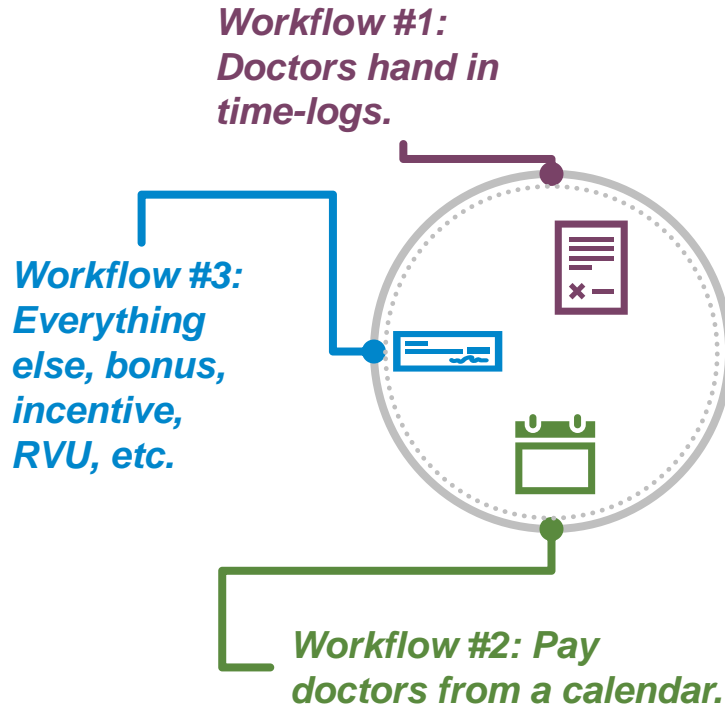 Workflow #1:
Doctors hand in
time-logs.
Workflow #3:
Everything
else, bonus,
incentive,
RVU, etc.
Workflow #2: Pay
doctors from a calendar.